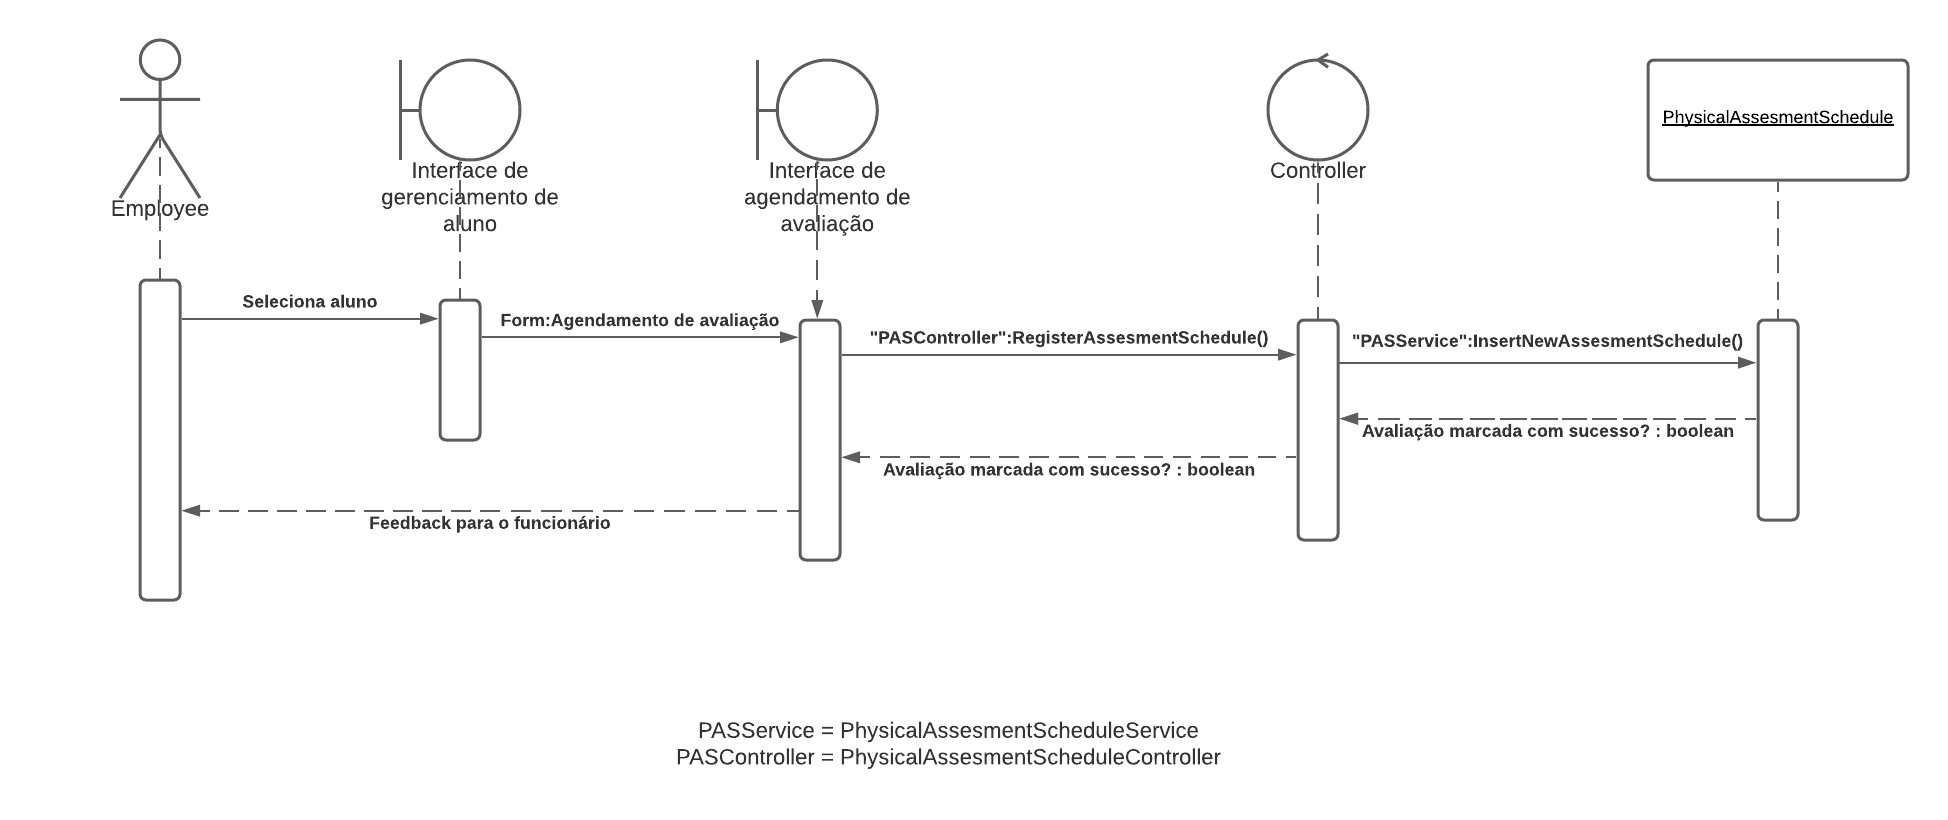 PhysicalAssesmentSchedule
Employee
Interface de
gerenciamento de
aluno
Interface de
agendamento de
avaliação
Controller
Seleciona aluno
Form:Agendamento de avaliação
"PASController":RegisterAssesmentSchedule()
"PASService":InsertNewAssesmentSchedule()
Avaliação marcada com sucesso? : boolean
Avaliação marcada com sucesso? : boolean
Feedback para o funcionário
PASService = PhysicalAssesmentScheduleService
PASController = PhysicalAssesmentScheduleController